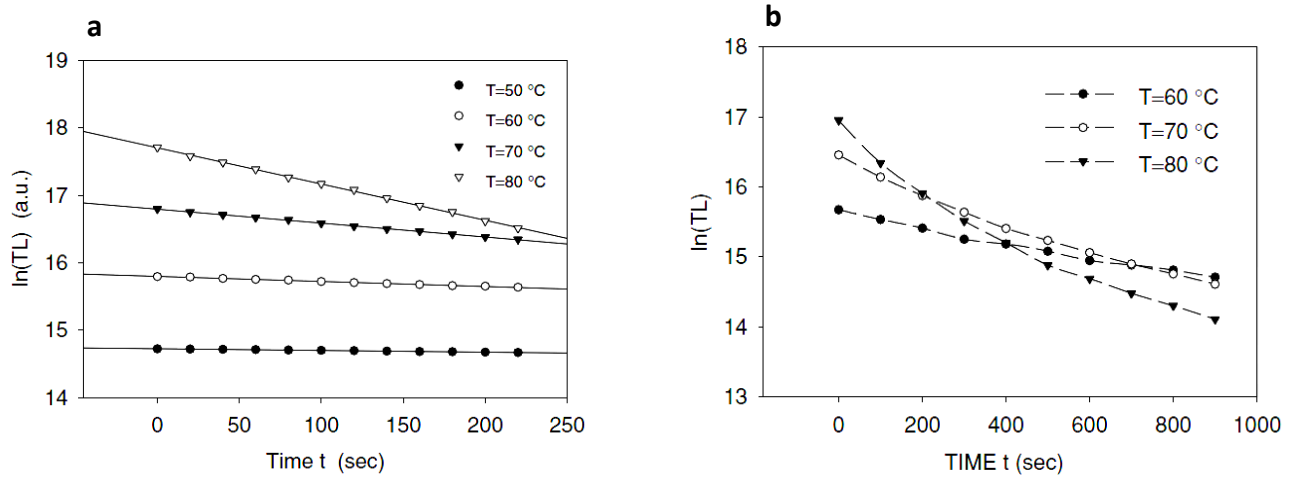 a
19
18
17
16
15
14
ln(TL) (a.u.)
T=50 °C
T=60 °C
T=70 °C
T=80 °C
0 50 100 150 200 250
Time t (sec)
b
18
17
16
15
14
13
ln(TL)
T=60 °C
T=70 °C
T=80 °C
0 200 400 600 800 1000
TIME t (sec)